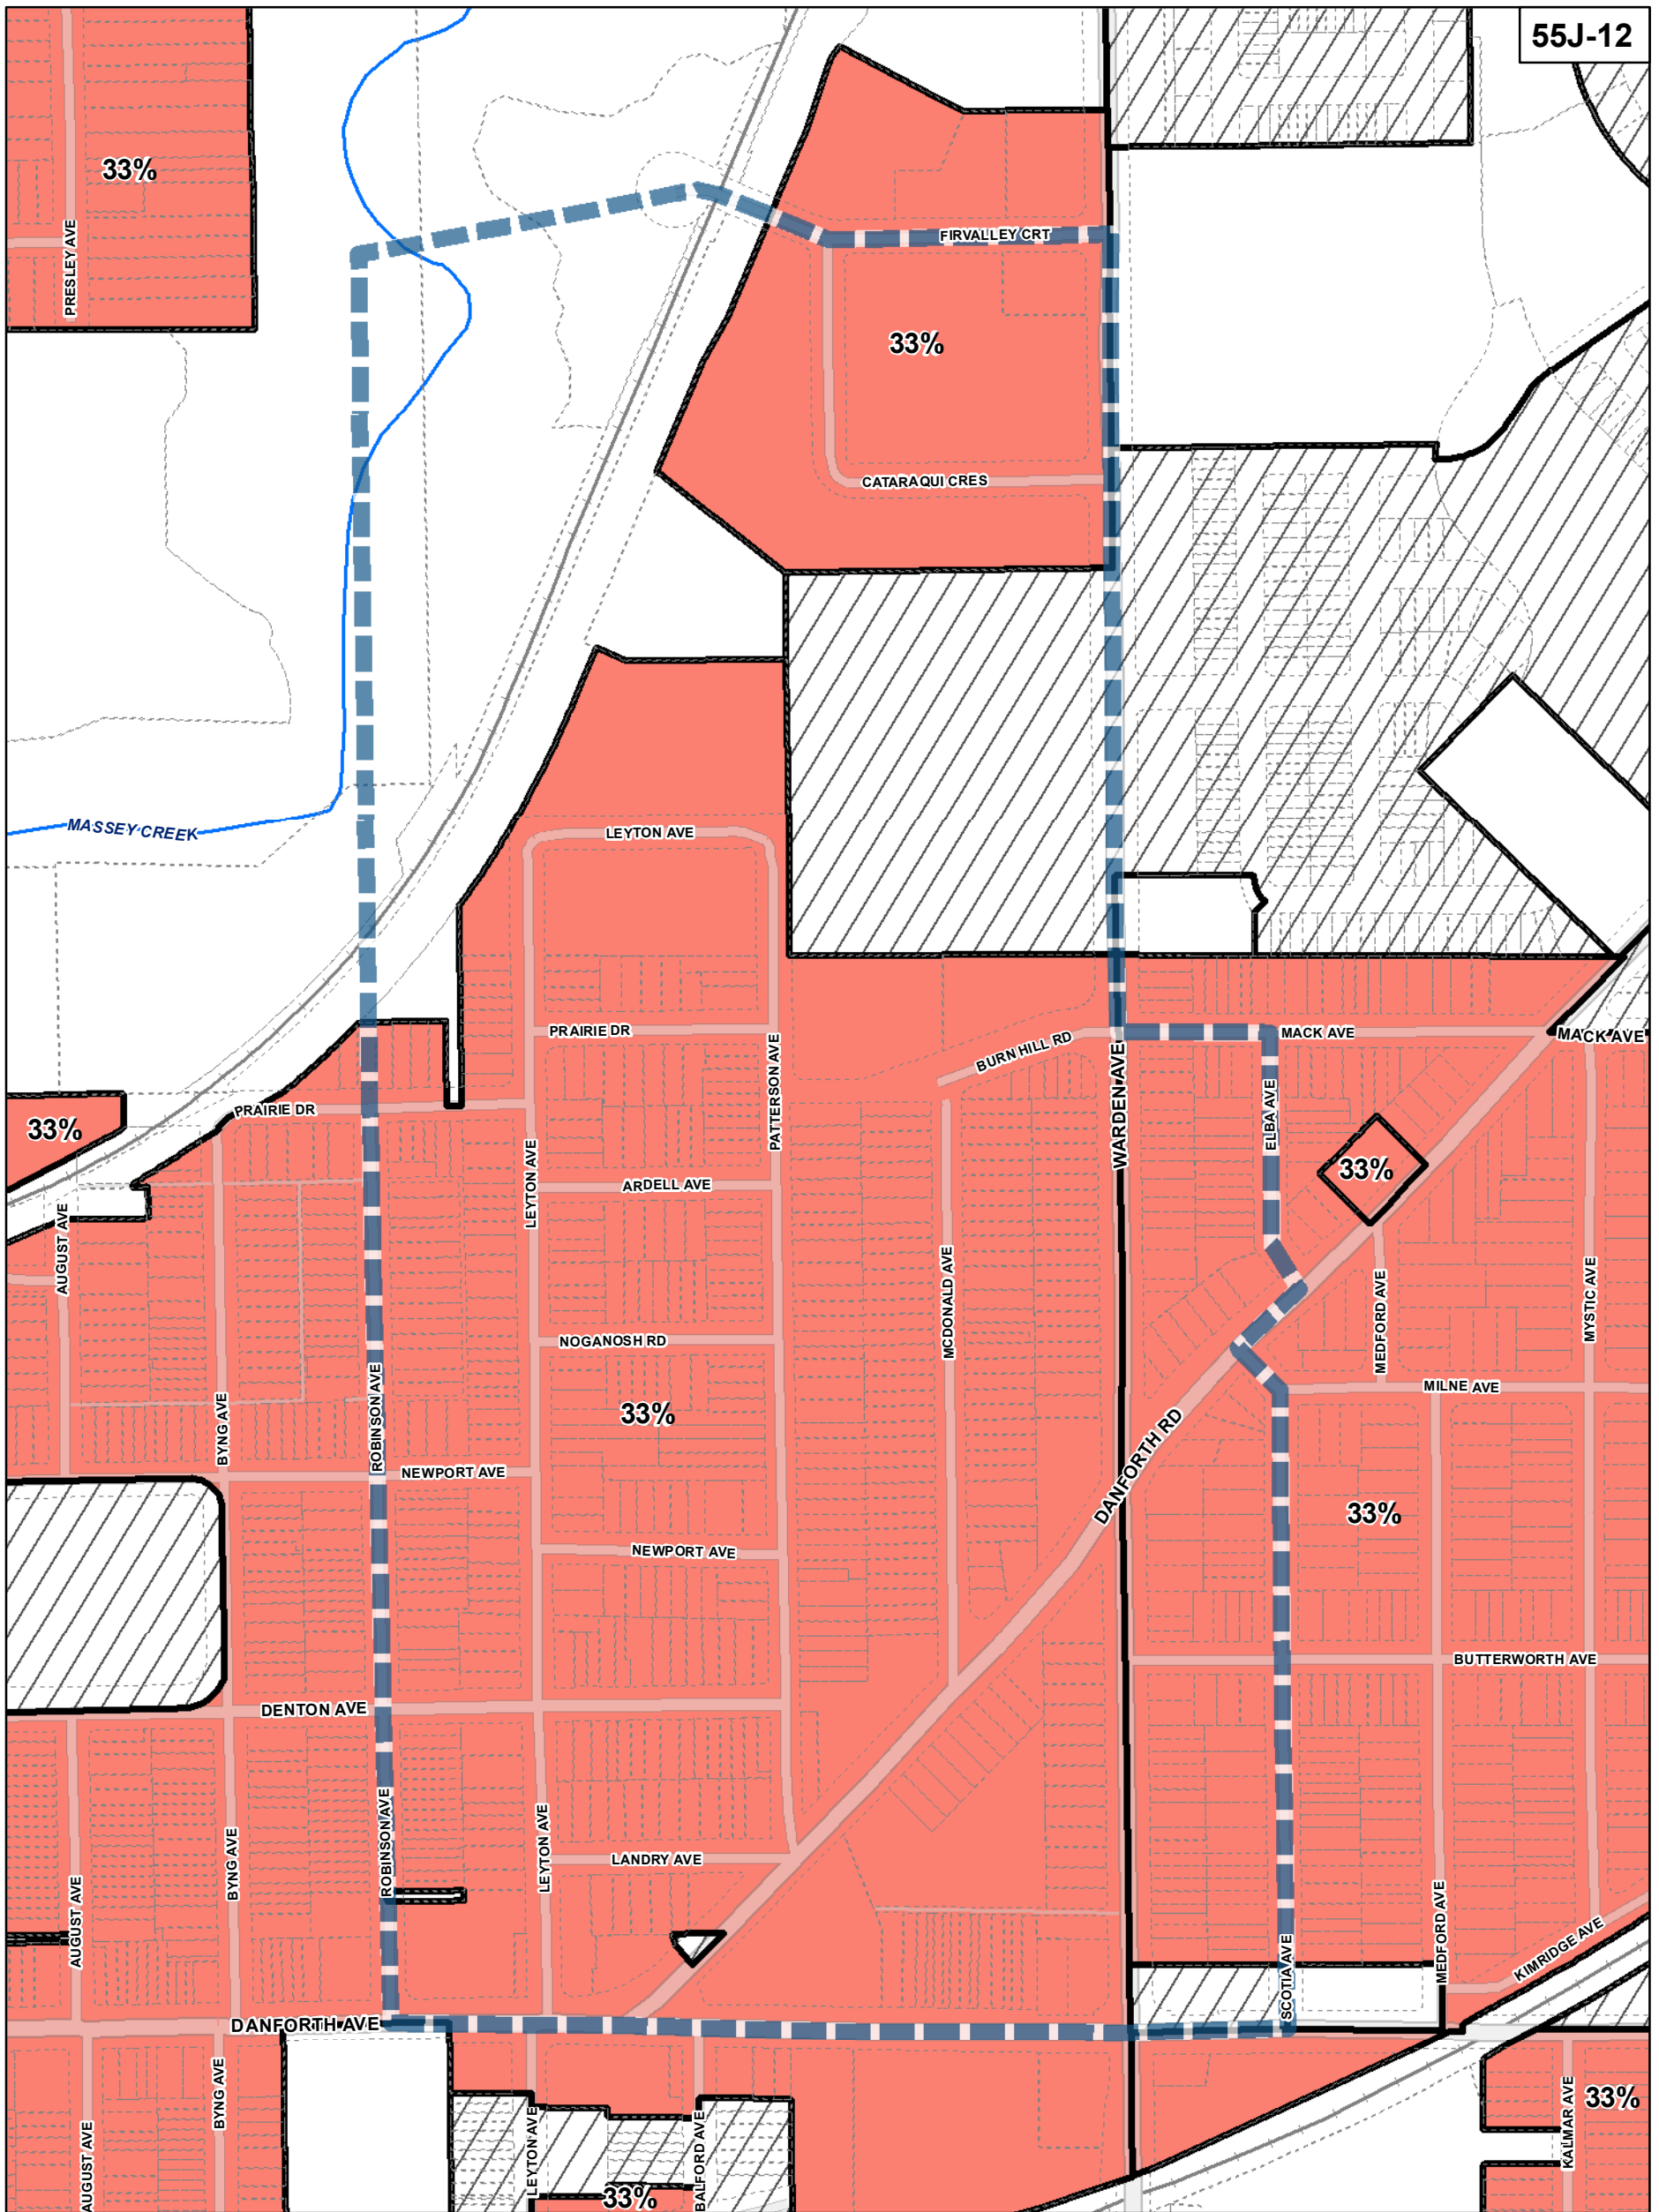 55J-12
33%
PRESLEY AVE
FIRVALLEY CRT
33%
CATARAQUI CRES
MASSEY CREEK
LEYTON AVE
PRAIRIE DR
PATTERSON AVE
BURN HILL RD
WARDEN AVE
MACK AVE
MACK AVE
ELBA AVE
PRAIRIE DR
33%
33%
LEYTON AVE
ARDELL AVE
AUGUST AVE
MCDONALD AVE
MEDFORD AVE
MYSTIC AVE
NOGANOSH RD
ROBINSON AVE
BYNG AVE
33%
MILNE AVE
DANFORTH RD
NEWPORT AVE
33%
NEWPORT AVE
BUTTERWORTH AVE
DENTON AVE
ROBINSON AVE
LEYTON AVE
BYNG AVE
LANDRY AVE
AUGUST AVE
MEDFORD AVE
SCOTIA AVE
KIMRIDGE AVE
DANFORTH AVE
BYNG AVE
AUGUST AVE
LEYTON AVE
BALFORD AVE
33%
KALMAR AVE
33%